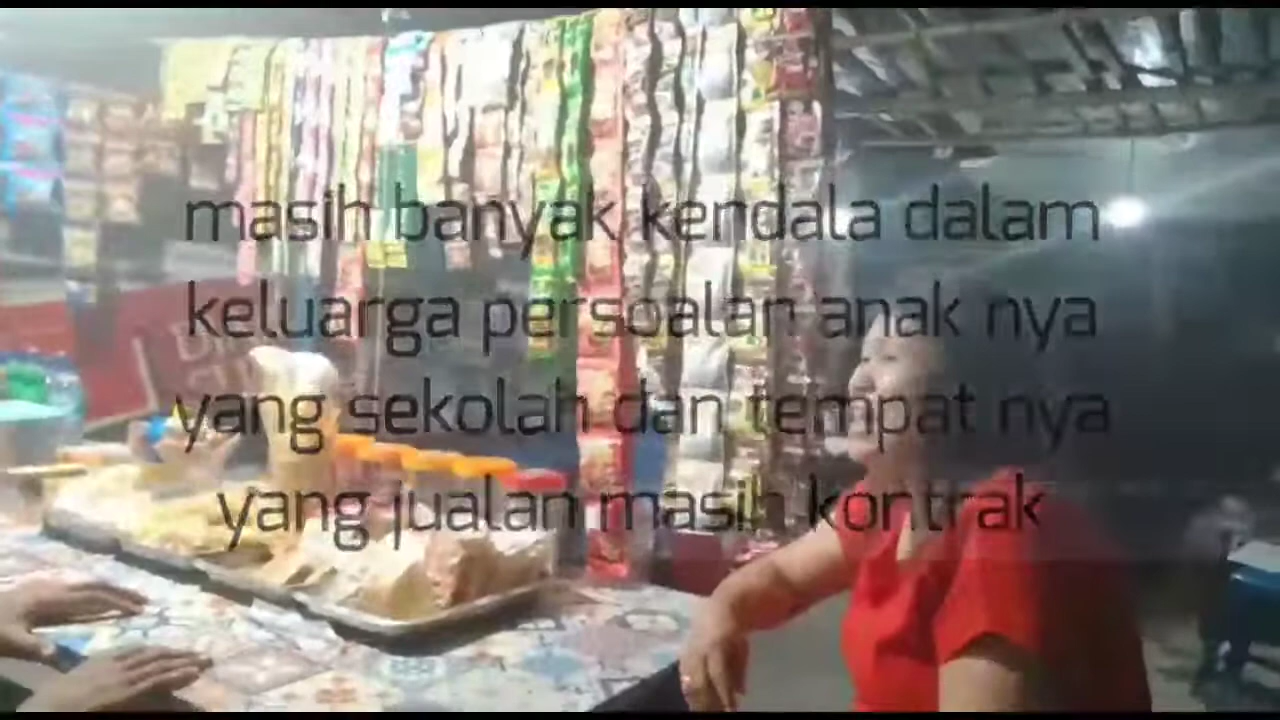 masih banyak kendala dalam
keluarga persoalan anak nya
yang sekolah dan tempat nya
yang jualan masih kontrak